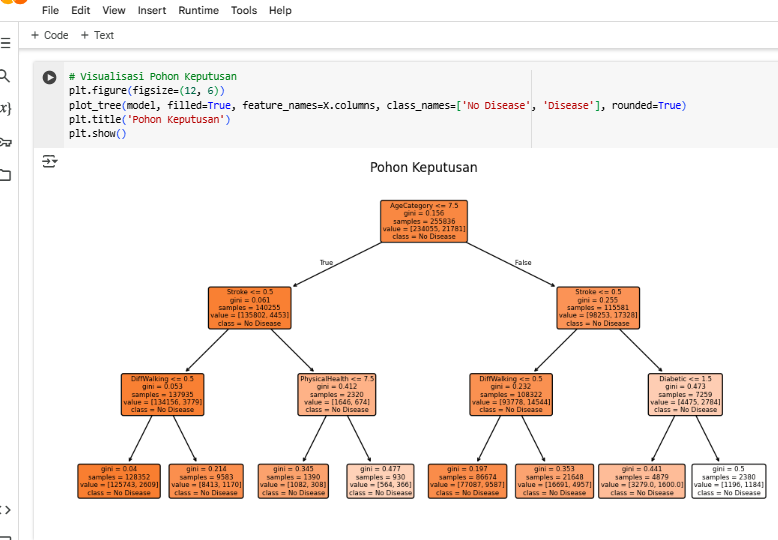 File Edit View Insert Runtime Tools Help
+ Code + Text
# Visualisasi Pohon Keputusan
plt.figure(figsize=(12, 6))
plot_tree(model, filled=True, feature_names=X.columns, class_names=['No Disease', 'Disease'], rounded=True)
plt.title('Pohon Keputusan')
plt.show()
Pohon Keputusan
AgeCategory <= 7.5
gini = 0.156
samples = 255836
value = [234055, 21781]
class = No Disease
True
False
Stroke <= 0.5
gini = 0.061
samples = 140255
value = [135802, 4453]
class = No Disease
Stroke <= 0.5
gini = 0.255
samples = 115581
value = [98253, 17328]
class = No Disease
DiffWalking <= 0.5
gini = 0.053
samples = 137935
value = [134156, 3779]
class = No Disease
PhysicalHealth <= 7.5
gini = 0.412
samples = 2320
value = [1646, 674]
class = No Disease
DiffWalking <= 0.5
gini = 0.232
samples = 108322
value = [93778, 14544]
class = No Disease
Diabetic <= 1.5
gini = 0.473
samples = 7259
value = [4475, 2784]
class = No Disease
gini = 0.04
samples = 128352
value = [125743, 2609]
class = No Disease
gini = 0.214
samples = 9583
value = [8413, 1170]
class = No Disease
gini = 0.345
samples = 1390
value = [1082, 308]
class = No Disease
gini = 0.477
samples = 930
value = [564, 366]
class = No Disease
gini = 0.197
samples = 86674
value = [77087, 9587]
class = No Disease
gini = 0.353
samples = 21648
value = [16691, 4957]
class = No Disease
gini = 0.441
samples = 4879
value = [3279.0, 1600.0]
class = No Disease
gini = 0.5
samples = 2380
value = [1196, 1184]
class = No Disease